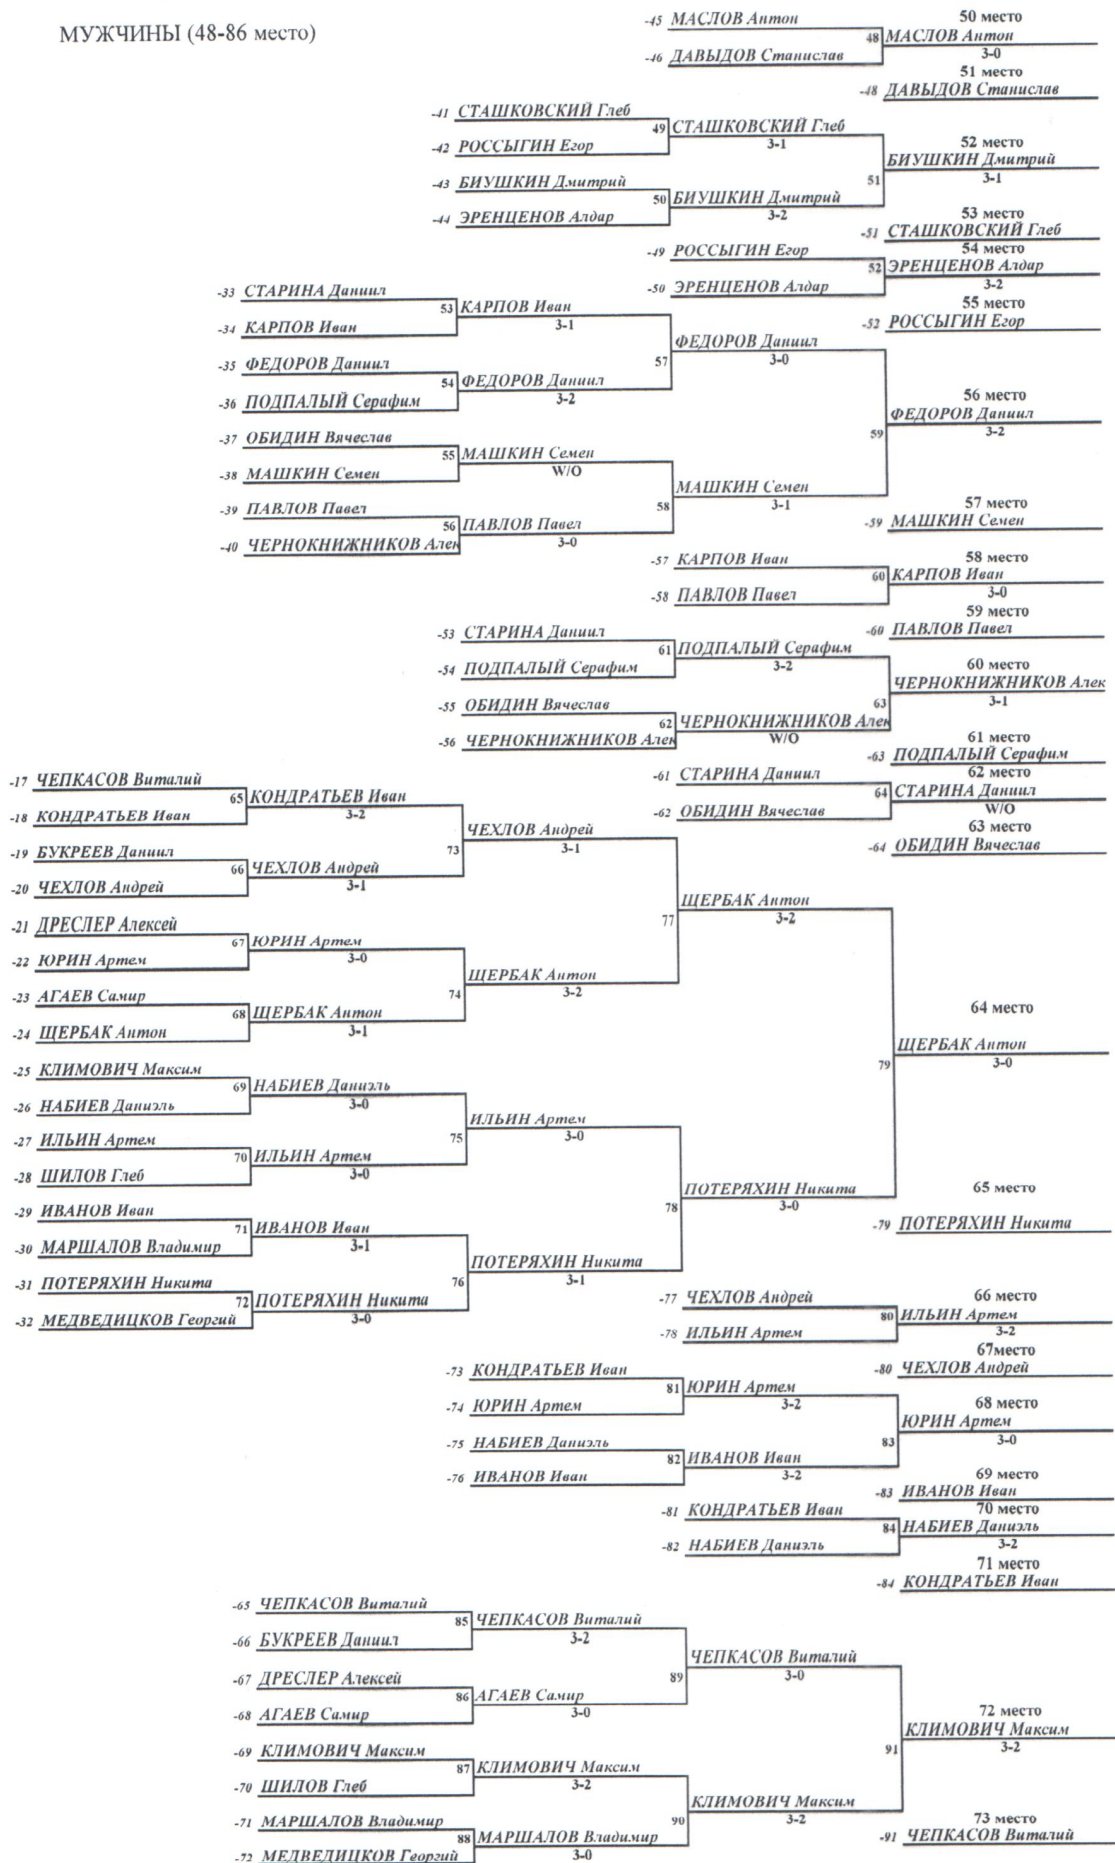 МУЖЧИНЫ (48-86 место)
-45 МАСЛОВ Антон
50 место
48 МАСЛОВ Антон
3-0
-46 ДАВЫДОВ Станислав
51 место
-48 ДАВЫДОВ Станислав
-41 СТАШКОВСКИЙ Глеб
49 СТАШКОВСКИЙ Глеб
3-1
-42 РОССЫГИН Егор
52 место
51 БИУШКИН Дмитрий
3-1
-43 БИУШКИН Дмитрий
50 БИУШКИН Дмитрий
3-2
-44 ЭРЕНЦЕНОВ Алдар
53 место
-51 СТАШКОВСКИЙ Глеб
-49 РОССЫГИН Егор
54 место
52 ЭРЕНЦЕНОВ Алдар
3-2
-50 ЭРЕНЦЕНОВ Алдар
55 место
-52 РОССЫГИН Егор
-33 СТАРИНА Даниил
53 КАРПОВ Иван
3-1
-34 КАРПОВ Иван
57 ФЕДОРОВ Даниил
3-0
-35 ФЕДОРОВ Даниил
54 ФЕДОРОВ Даниил
3-2
-36 ПОДПАЛЫЙ Серафим
56 место
59 ФЕДОРОВ Даниил
3-2
-37 ОБИДИН Вячеслав
55 МАШКИН Семен
W/O
-38 МАШКИН Семен
58 МАШКИН Семен
3-1
-39 ПАВЛОВ Павел
56 ПАВЛОВ Павел
3-0
-40 ЧЕРНОКНИЖНИКОВ Алек
57 место
-59 МАШКИН Семен
-57 КАРПОВ Иван
58 место
60 КАРПОВ Иван
3-0
-58 ПАВЛОВ Павел
59 место
-60 ПАВЛОВ Павел
-53 СТАРИНА Даниил
61 ПОДПАЛЫЙ Серафим
3-2
-54 ПОДПАЛЫЙ Серафим
60 место
63 ЧЕРНОКНИЖНИКОВ Алек
3-1
-55 ОБИДИН Вячеслав
62 ЧЕРНОКНИЖНИКОВ Алек
W/O
-56 ЧЕРНОКНИЖНИКОВ Алек
61 место
-63 ПОДПАЛЫЙ Серафим
-61 СТАРИНА Даниил
62 место
64 СТАРИНА Даниил
W/O
-62 ОБИДИН Вячеслав
63 место
-64 ОБИДИН Вячеслав
-17 ЧЕПКАСОВ Виталий
65 КОНДРАТЬЕВ Иван
3-2
-18 КОНДРАТЬЕВ Иван
73 ЧЕХЛОВ Андрей
3-1
-19 БУКРЕЕВ Даниил
66 ЧЕХЛОВ Андрей
3-1
-20 ЧЕХЛОВ Андрей
77 ЩЕРБАК Антон
3-2
-21 ДРЕСЛЕР Алексей
67 ЮРИН Артем
3-0
-22 ЮРИН Артем
74 ЩЕРБАК Антон
3-2
-23 АГАЕВ Самир
68 ЩЕРБАК Антон
3-1
-24 ЩЕРБАК Антон
64 место
79 ЩЕРБАК Антон
3-0
-25 КЛИМОВИЧ Максим
69 НАБИЕВ Даниэль
3-0
-26 НАБИЕВ Даниэль
75 ИЛЬИН Артем
3-0
-27 ИЛЬИН Артем
70 ИЛЬИН Артем
3-0
-28 ШИЛОВ Глеб
78 ПОТЕРЯХИН Никита
3-0
65 место
-79 ПОТЕРЯХИН Никита
-29 ИВАНОВ Иван
71 ИВАНОВ Иван
3-1
-30 МАРШАЛОВ Владимир
76 ПОТЕРЯХИН Никита
3-1
-31 ПОТЕРЯХИН Никита
72 ПОТЕРЯХИН Никита
3-0
-32 МЕДВЕДИЦКОВ Георгий
-77 ЧЕХЛОВ Андрей
66 место
80 ИЛЬИН Артем
3-2
-78 ИЛЬИН Артем
67место
-80 ЧЕХЛОВ Андрей
-73 КОНДРАТЬЕВ Иван
81 ЮРИН Артем
3-2
-74 ЮРИН Артем
68 место
83 ЮРИН Артем
3-0
-75 НАБИЕВ Даниэль
82 ИВАНОВ Иван
3-2
-76 ИВАНОВ Иван
69 место
-83 ИВАНОВ Иван
-81 КОНДРАТЬЕВ Иван
70 место
84 НАБИЕВ Даниэль
3-2
-82 НАБИЕВ Даниэль
71 место
-84 КОНДРАТЬЕВ Иван
-65 ЧЕПКАСОВ Виталий
85 ЧЕПКАСОВ Виталий
3-2
-66 БУКРЕЕВ Даниил
89 ЧЕПКАСОВ Виталий
3-0
-67 ДРЕСЛЕР Алексей
86 АГАЕВ Самир
3-0
-68 АГАЕВ Самир
72 место
91 КЛИМОВИЧ Максим
3-2
-69 КЛИМОВИЧ Максим
87 КЛИМОВИЧ Максим
3-2
-70 ШИЛОВ Глеб
90 КЛИМОВИЧ Максим
3-2
-71 МАРШАЛОВ Владимир
88 МАРШАЛОВ Владимир
3-0
-72 МЕДВЕДИЦКОВ Георгий
73 место
-91 ЧЕПКАСОВ Виталий